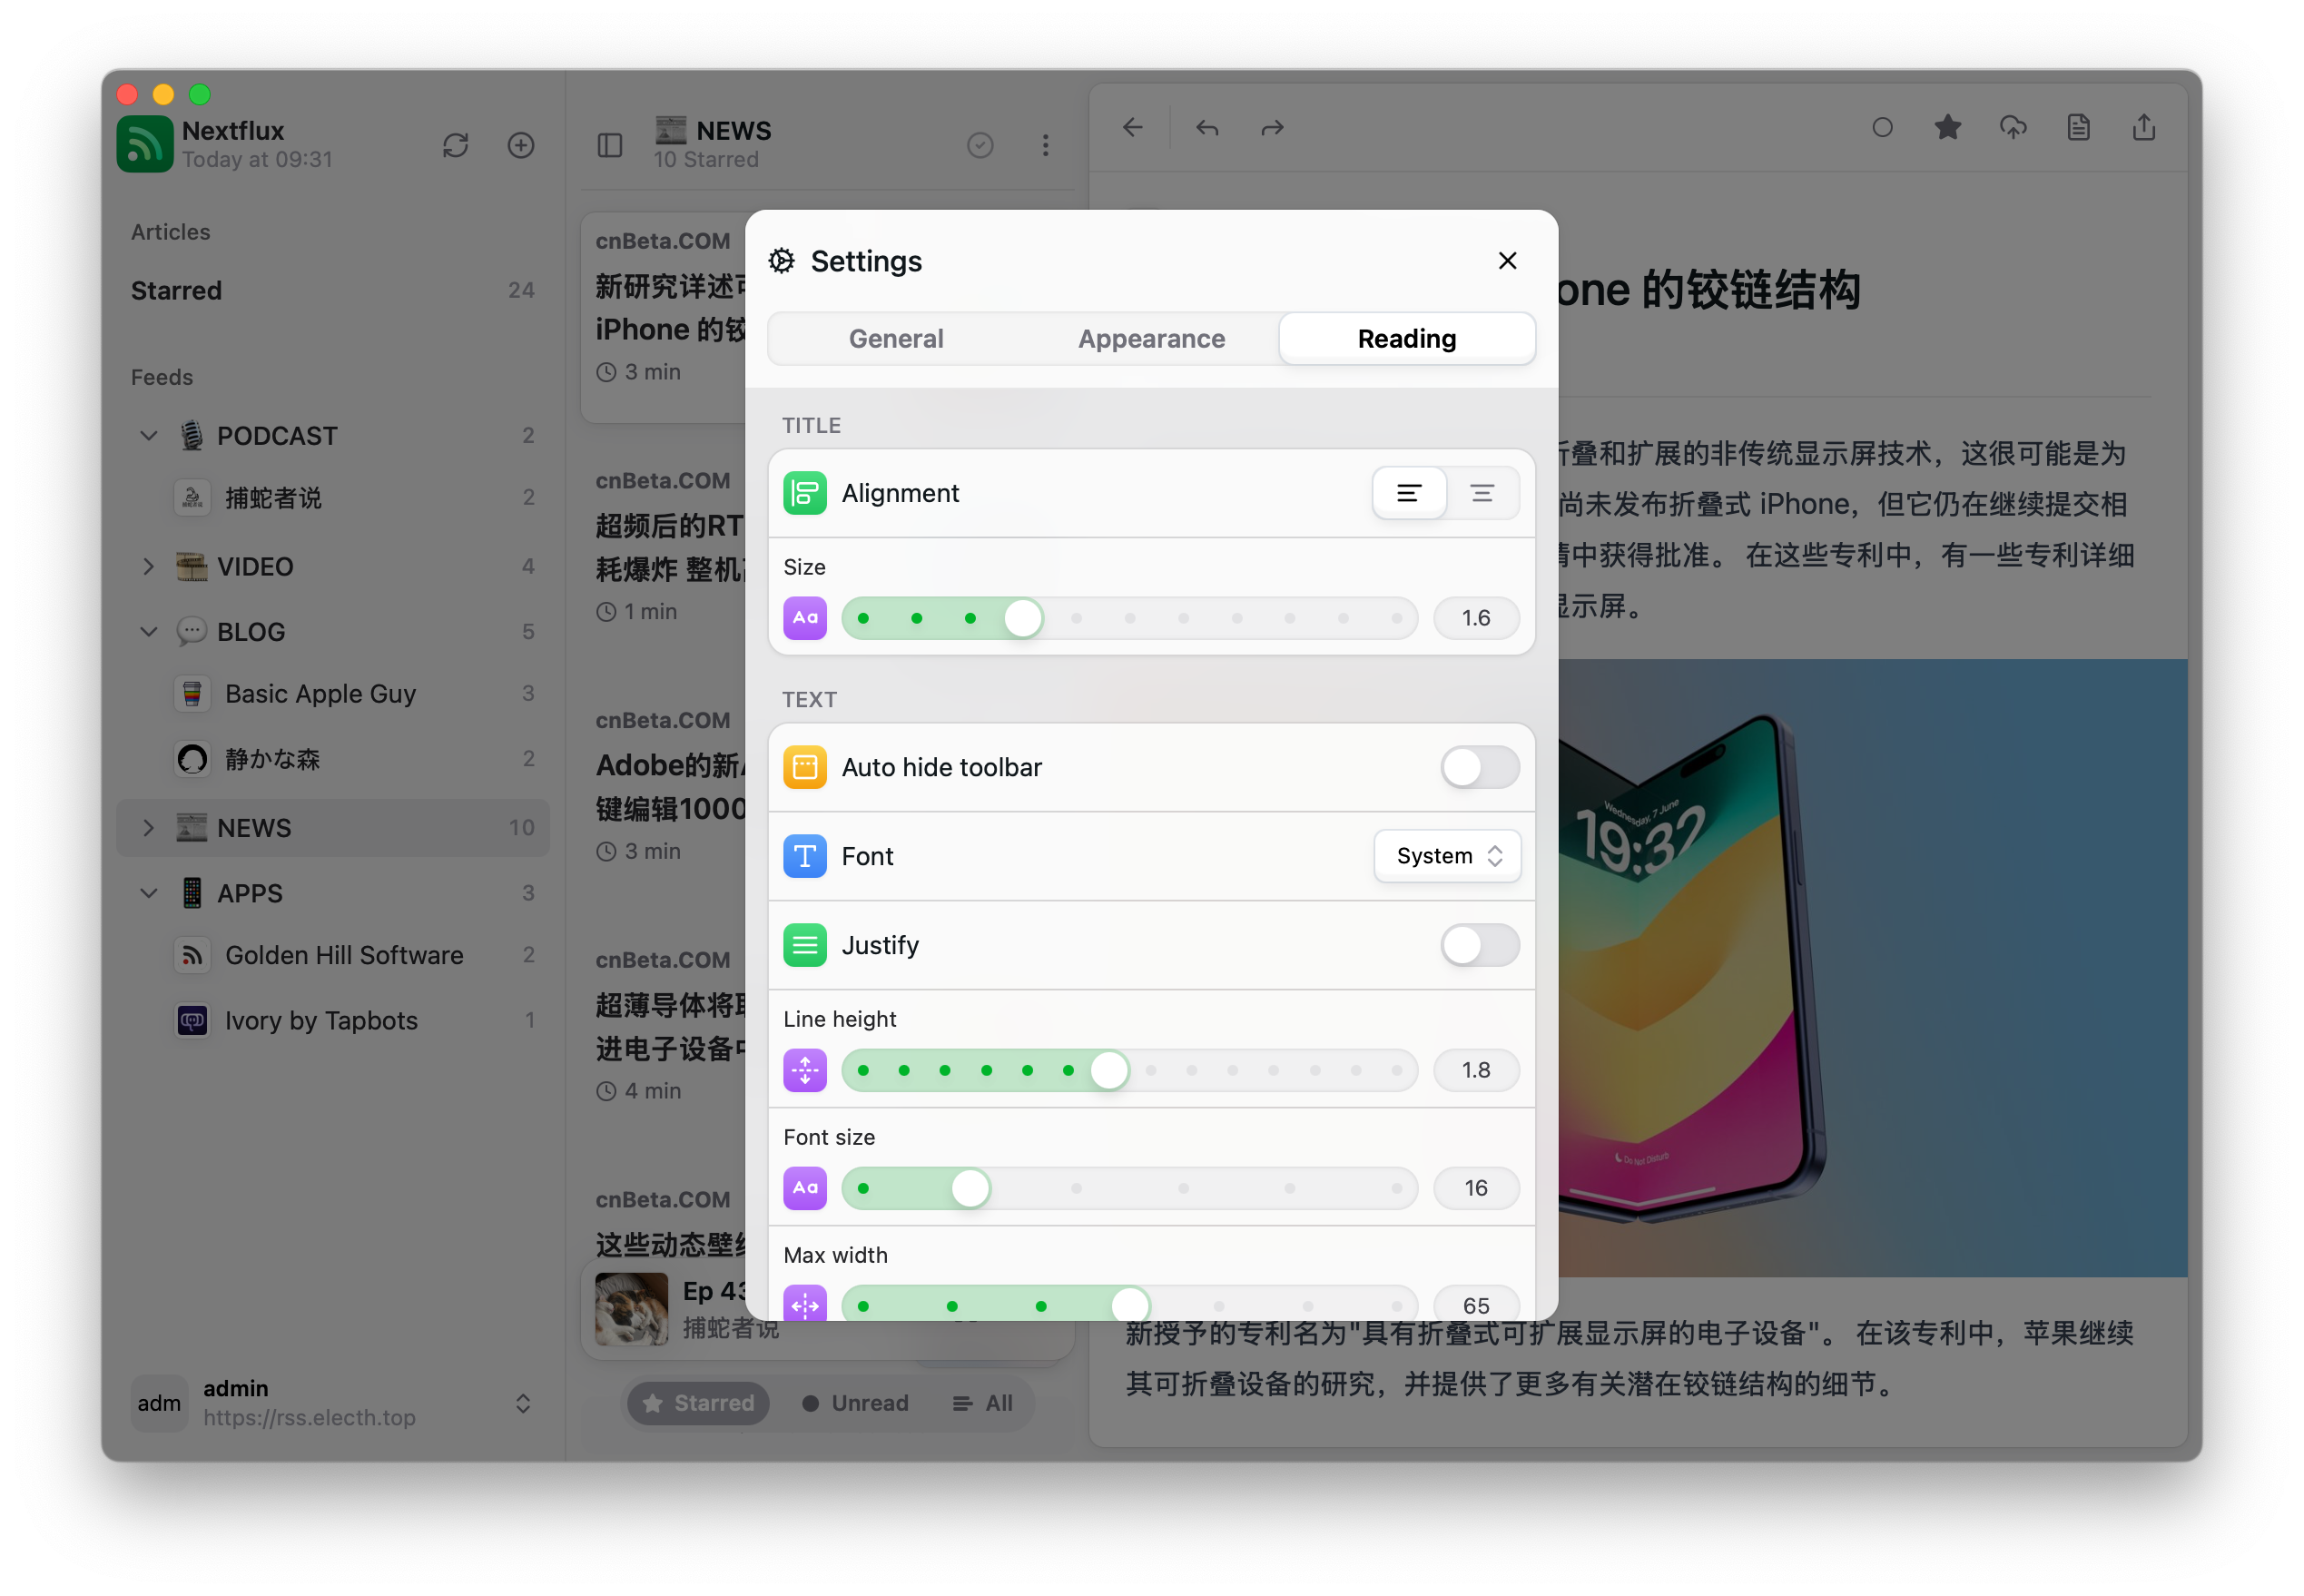 Nextflux
Today at 09:31
Articles
Starred 24
Feeds
PODCAST 2
捕蛇者说 2
VIDEO 4
BLOG 5
Basic Apple Guy 3
静かな森 2
NEWS 10
APPS 3
Golden Hill Software 2
Ivory by Tapbots 1
adm
admin
https://rss.electh.top
NEWS
10 Starred
cnBeta.COM
新研究详述可
iPhone 的铰
3 min
cnBeta.COM
超频后的RT
耗爆炸 整机
1 min
cnBeta.COM
Adobe的新
键编辑1000
3 min
cnBeta.COM
超薄导体将
进电子设备中
4 min
cnBeta.COM
这些动态壁
Ep 43
捕蛇者说
Starred
Unread
All
Settings
General
Appearance
Reading
TITLE
Alignment
Size
Aa
1.6
TEXT
Auto hide toolbar
T
Font
System
Justify
Line height
1.8
Font size
Aa
16
Max width
65
one 的铰链结构
折叠和扩展的非传统显示屏技术，这很可能是为
尚未发布折叠式 iPhone，但它仍在继续提交相
情中获得批准。 在这些专利中，有一些专利详细
显示屏。
Wednesday, 7 June
19:32
Do Not Disturb
新授予的专利名为"具有折叠式可扩展显示屏的电子设备"。 在该专利中，苹果继续
其可折叠设备的研究，并提供了更多有关潜在铰链结构的细节。